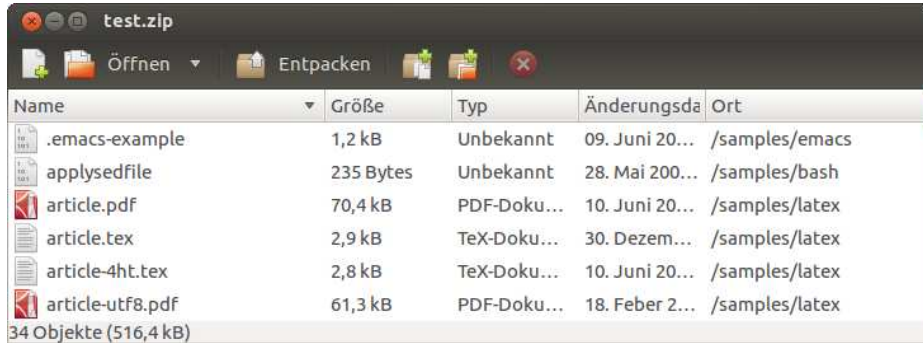 test.zip
Öffnen Entpacken
Name Größe Typ Änderungsda Ort
.emacs-example 1,2 kB Unbekannt 09. Juni 20... /samples/emacs
applysedfile 235 Bytes Unbekannt 28. Mai 200... /samples/bash
article.pdf 70,4 kB PDF-Doku... 10. Juni 20... /samples/latex
article.tex 2,9 kB TeX-Doku... 30. Dezem... /samples/latex
article-4ht.tex 2,8 kB TeX-Doku... 10. Juni 20... /samples/latex
article-utf8.pdf 61,3 kB PDF-Doku... 18. Feber 2... /samples/latex
34 Objekte (516,4 kB)